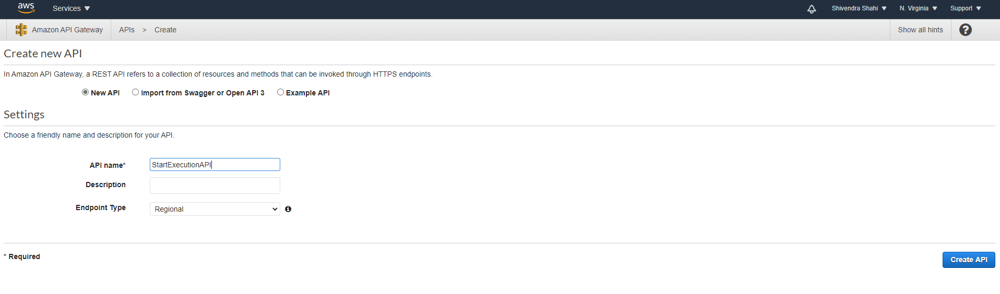 aws Services Shivendra Shahi N. Virginia Support
Amazon API Gateway APIs > Create Show all hints ?
Create new API
In Amazon API Gateway, a REST API refers to a collection of resources and methods that can be invoked through HTTPS endpoints.
New API Import from Swagger or Open API 3 Example API
Settings
Choose a friendly name and description for your API.
API name* StartExecutionAPI
Description
Endpoint Type Regional
* Required
Create API